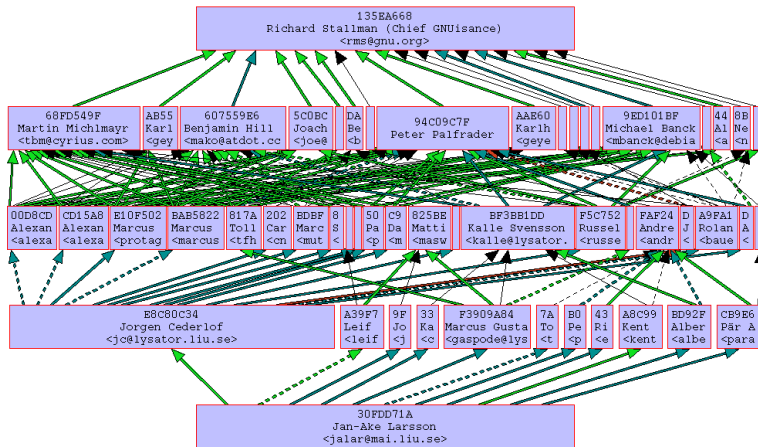 135EA668
Richard Stallman (Chief GNUisance)
<rms@gnu.org>
68FD549F
Martin Michlmayr
<tbm@cyrius.com>
AB55
Karl
<gey
607559E6
Benjamin Hill
<mako@atdot.cc
5C0BC
Joach
<joe@
DA
Be
<b
94C09C7F
Peter Palfrader
AAE60
Karlh
<geye
9ED101BF
Michael Banck
<mbanck@debia
44
Al
<a
8B
Ne
<n
00D8CD
Alexan
<alexa
CD15A8
Alexan
<alexa
E10F502
Marcus
<protag
BAB5822
Marcus
<marcus
817A
Toll
<tfh
202
Car
<cn
BDBF
Marc
<mut
S
50
Pa
<p
C9
Da
<m
825BE
Matti
<masw
BF3BB1DD
Kalle Svensson
<kalle@lysator.
F5C752
Russel
<russe
FAF24
Andre
<andr
D
J
<
A9FA1
Rolan
<baue
D
A
<
E8C80C34
Jorgen Cederlof
<jc@lysator.liu.se>
A39F7
Leif
<leif
9F
Jo
<j
33
Ka
<c
F3909A84
Marcus Gusta
<gaspode@lys
7A
To
<t
B0
Pe
<p
43
Ri
<e
A8C99
Kent
<kent
BD92F
Alber
<albe
CB9E6
Pär A
<para
30FDD71A
Jan-Ake Larsson
<jalar@mai.liu.se>